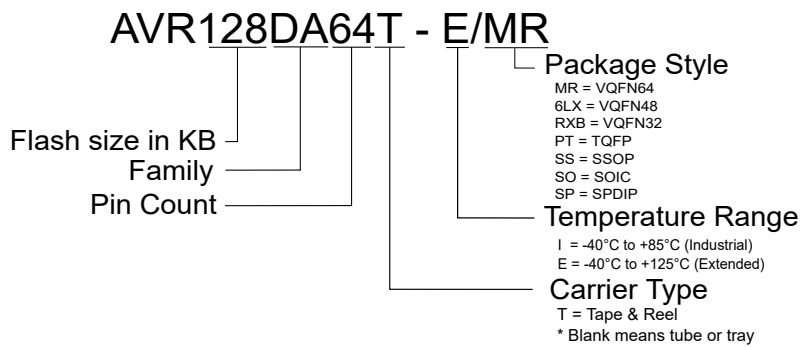 AVR128DA64T - E/MR
Package Style
MR = VQFN64
6LX = VQFN48
RXB = VQFN32
PT = TQFP
SS = SSOP
SO = SOIC
SP = SPDIP
Flash size in KB
Family
Pin Count
Temperature Range
I = -40°C to +85°C (Industrial)
E = -40°C to +125°C (Extended)
Carrier Type
T = Tape & Reel
* Blank means tube or tray